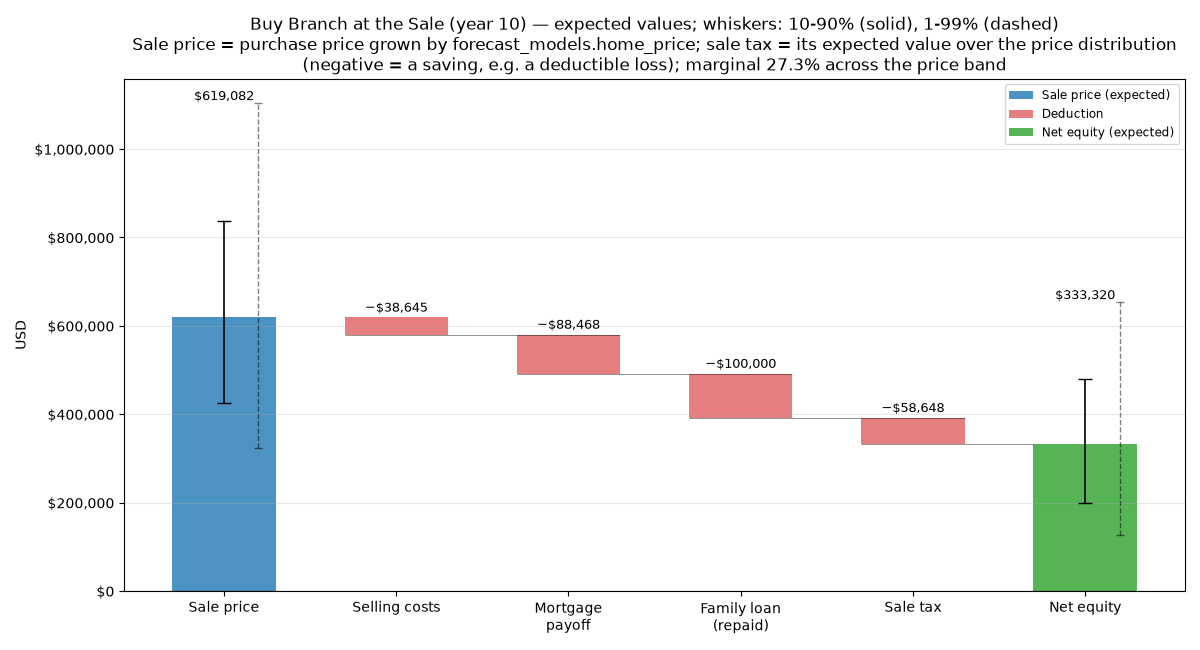 Buy Branch at the Sale (year 10) — expected values; whiskers: 10-90% (solid), 1-99% (dashed)
Sale price = purchase price grown by forecast_models.home_price; sale tax = its expected value over the price distribution
(negative = a saving, e.g. a deductible loss); marginal 27.3% across the price band
Sale price (expected)
Deduction
Net equity (expected)
USD
$1,000,000
$800,000
$600,000
$400,000
$200,000
$0
$619,082
−$38,645
−$88,468
−$100,000
−$58,648
$333,320
Sale price
Selling costs
Mortgage
payoff
Family loan
(repaid)
Sale tax
Net equity